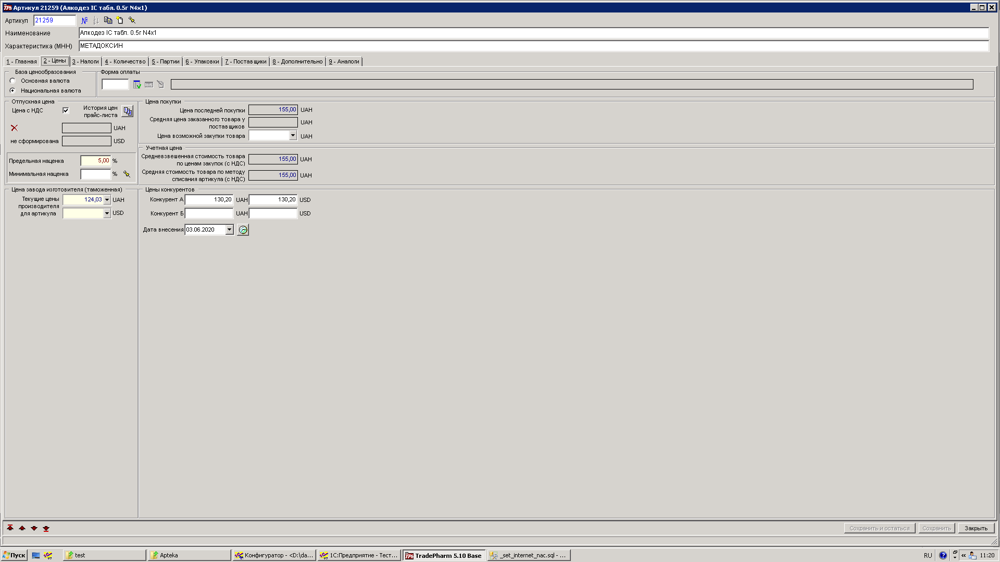 TPh Артикул 21259 (Алкодез IC табл. 0.5г N4x1)
Артикул 21259
Наименование Алкодез IC табл. 0.5г N4x1
Характеристика (МНН) МЕТАДОКСИН
1 - Главная 2 - Цены 3 - Налоги 4 - Количество 5 - Партии 6 - Упаковки 7 - Поставщики 8 - Дополнительно 9 - Аналоги
База ценообразования
Основная валюта
Национальная валюта
Форма оплаты
Отпускная цена
Цена с НДС
История цен
прайс-листа
UAH
не сформирована USD
Предельная наценка 5,00 %
Минимальная наценка %
Цена покупки
Цена последней покупки 155,00 UAH
Средняя цена заказанного товара у
поставщиков UAH
Цена возможной закупки товара UAH
Учетная цена
Средневзвешенная стоимость товара
по ценам закупок (с НДС) 155,00 UAH
Средняя стоимость товара по методу
списания артикула (с НДС) 155,00 UAH
Цена завода изготовителя (таможенная)
Текущие цены
производителя
для артикула
124,03 UAH
USD
Цены конкурентов
Конкурент А 130,20 UAH 130,20 USD
Конкурент Б UAH USD
Дата внесения 03.06.2020
Сохранить и остаться Сохранить Закрыть
Пуск test Apteka Конфигуратор - <D:\da... 1С:Предприятие - Тест... TPh TradePharm 5.10 Base _set_internet_nac.sql - ... RU « 11:20